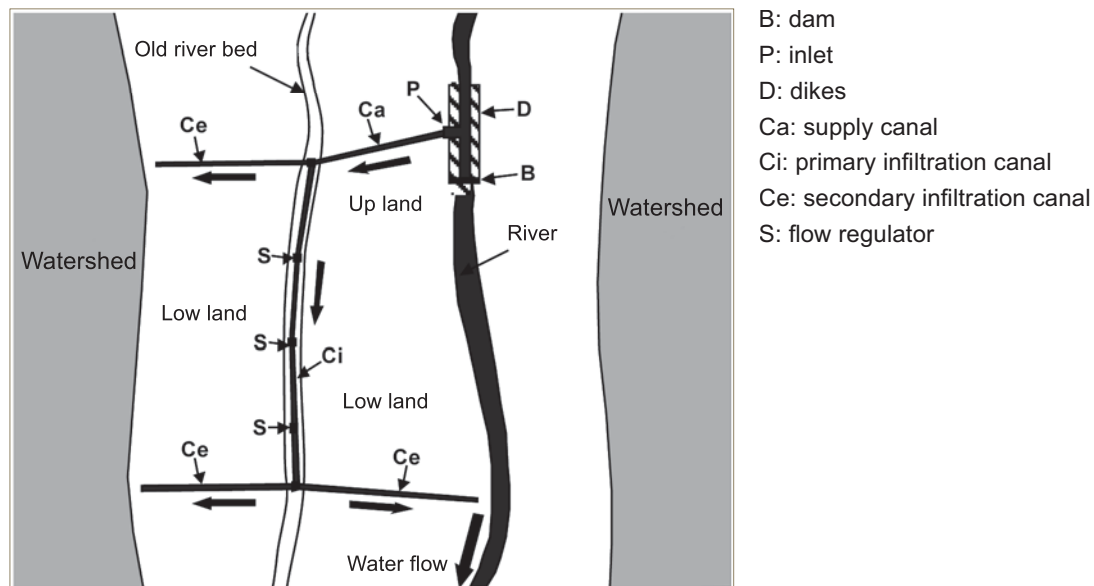 Old river bed
P
D
Ca
Ce
B
Up land
Watershed
River
S
Watershed
Low land
S
Ci
Low land
S
Ce
Ce
Water flow
B: dam
P: inlet
D: dikes
Ca: supply canal
Ci: primary infiltration canal
Ce: secondary infiltration canal
S: flow regulator